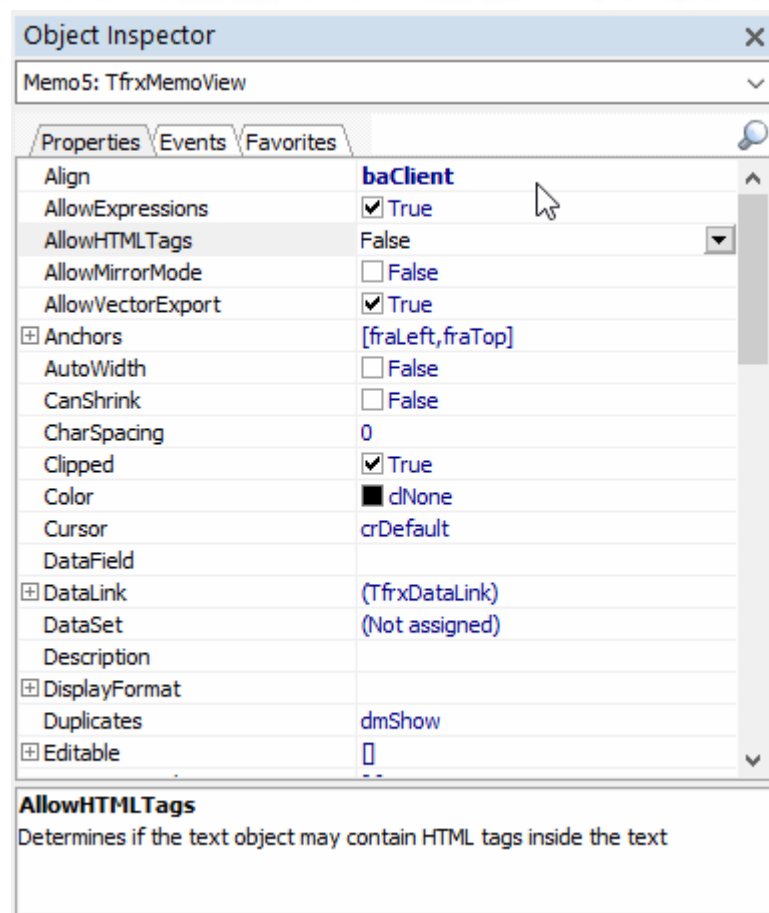 Object Inspector
Memo5: TfrxMemoView
Properties Events Favorites
Align baClient
AllowExpressions True
AllowHTMLTags False
AllowMirrorMode False
AllowVectorExport True
Anchors [fraLeft,fraTop]
AutoWidth False
CanShrink False
CharSpacing 0
Clipped True
Color clNone
Cursor crDefault
DataField
DataLink (TfrxDataLink)
DataSet (Not assigned)
Description
DisplayFormat
Duplicates dmShow
Editable []
AllowHTMLTags
Determines if the text object may contain HTML tags inside the text